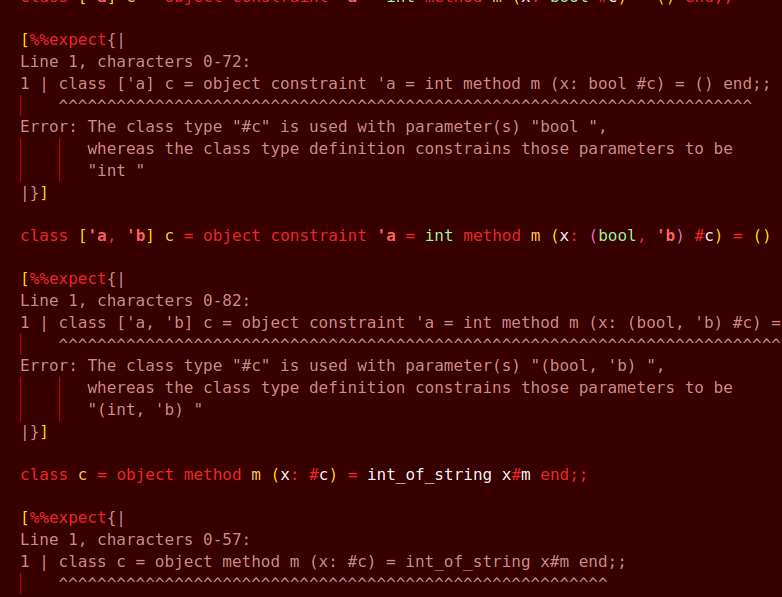 class ['a] c = object constraint 'a = int method m (x: bool #c) = () end;;
[%%expect{|
Line 1, characters 0-72:
1 | class ['a] c = object constraint 'a = int method m (x: bool #c) = () end;;
    ^^^^^^^^^^^^^^^^^^^^^^^^^^^^^^^^^^^^^^^^^^^^^^^^^^^^^^^^^^^^^^^^^^^^^^^^
Error: The class type "#c" is used with parameter(s) "bool ",
       whereas the class type definition constrains those parameters to be
       "int "
|}]
class ['a, 'b] c = object constraint 'a = int method m (x: (bool, 'b) #c) = ()
[%%expect{|
Line 1, characters 0-82:
1 | class ['a, 'b] c = object constraint 'a = int method m (x: (bool, 'b) #c) =
    ^^^^^^^^^^^^^^^^^^^^^^^^^^^^^^^^^^^^^^^^^^^^^^^^^^^^^^^^^^^^^^^^^^^^^^^^^^^
Error: The class type "#c" is used with parameter(s) "(bool, 'b) ",
       whereas the class type definition constrains those parameters to be
       "(int, 'b) "
|}]
class c = object method m (x: #c) = int_of_string x#m end;;
[%%expect{|
Line 1, characters 0-57:
1 | class c = object method m (x: #c) = int_of_string x#m end;;
    ^^^^^^^^^^^^^^^^^^^^^^^^^^^^^^^^^^^^^^^^^^^^^^^^^^^^^^^^^